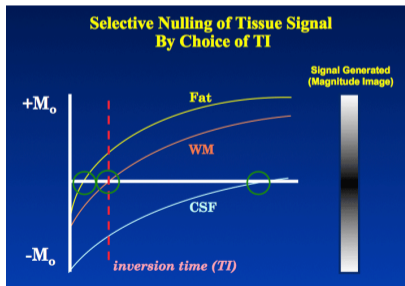 Selective Nulling of Tissue Signal
By Choice of TI
Signal Generated
(Magnitude Image)
+Mₒ
Fat
WM
CSF
-Mₒ
inversion time (TI)